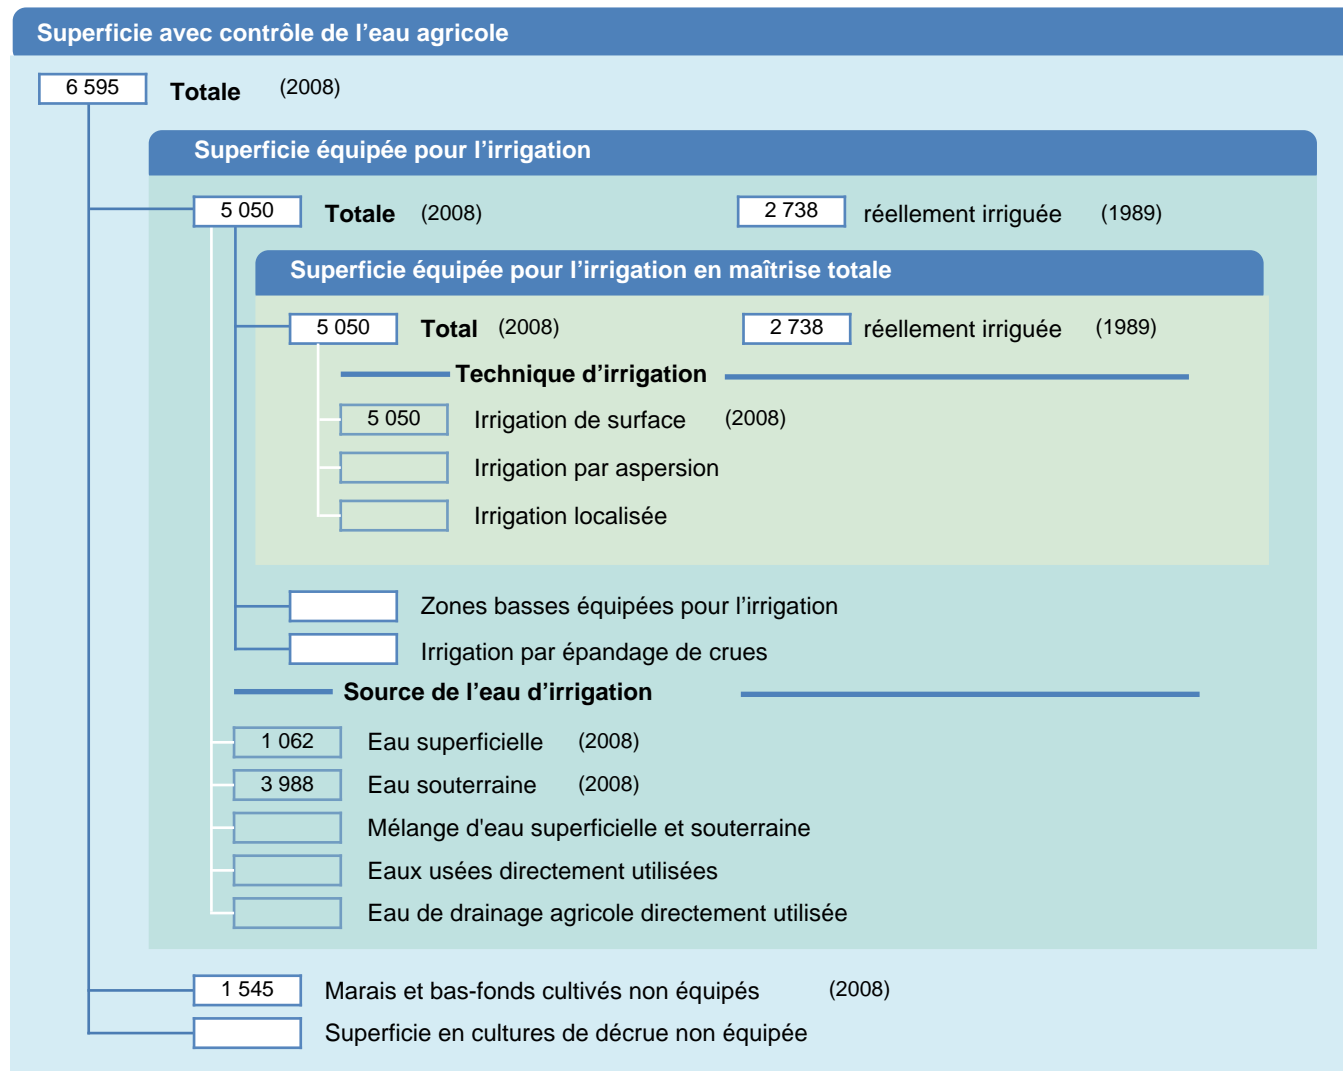 Superficie avec contrôle de l'eau agricole
6 595 Totale (2008)
Superficie équipée pour l'irrigation
5 050 Totale (2008) 2 738 réellement irriguée (1989)
Superficie équipée pour l'irrigation en maîtrise totale
5 050 Total (2008) 2 738 réellement irriguée (1989)
Technique d'irrigation
5 050 Irrigation de surface (2008)
Irrigation par aspersion
Irrigation localisée
Zones basses équipées pour l'irrigation
Irrigation par épandage de crues
Source de l'eau d'irrigation
1 062 Eau superficielle (2008)
3 988 Eau souterraine (2008)
Mélange d'eau superficielle et souterraine
Eaux usées directement utilisées
Eau de drainage agricole directement utilisée
1 545 Marais et bas-fonds cultivés non équipés (2008)
Superficie en cultures de décrue non équipée